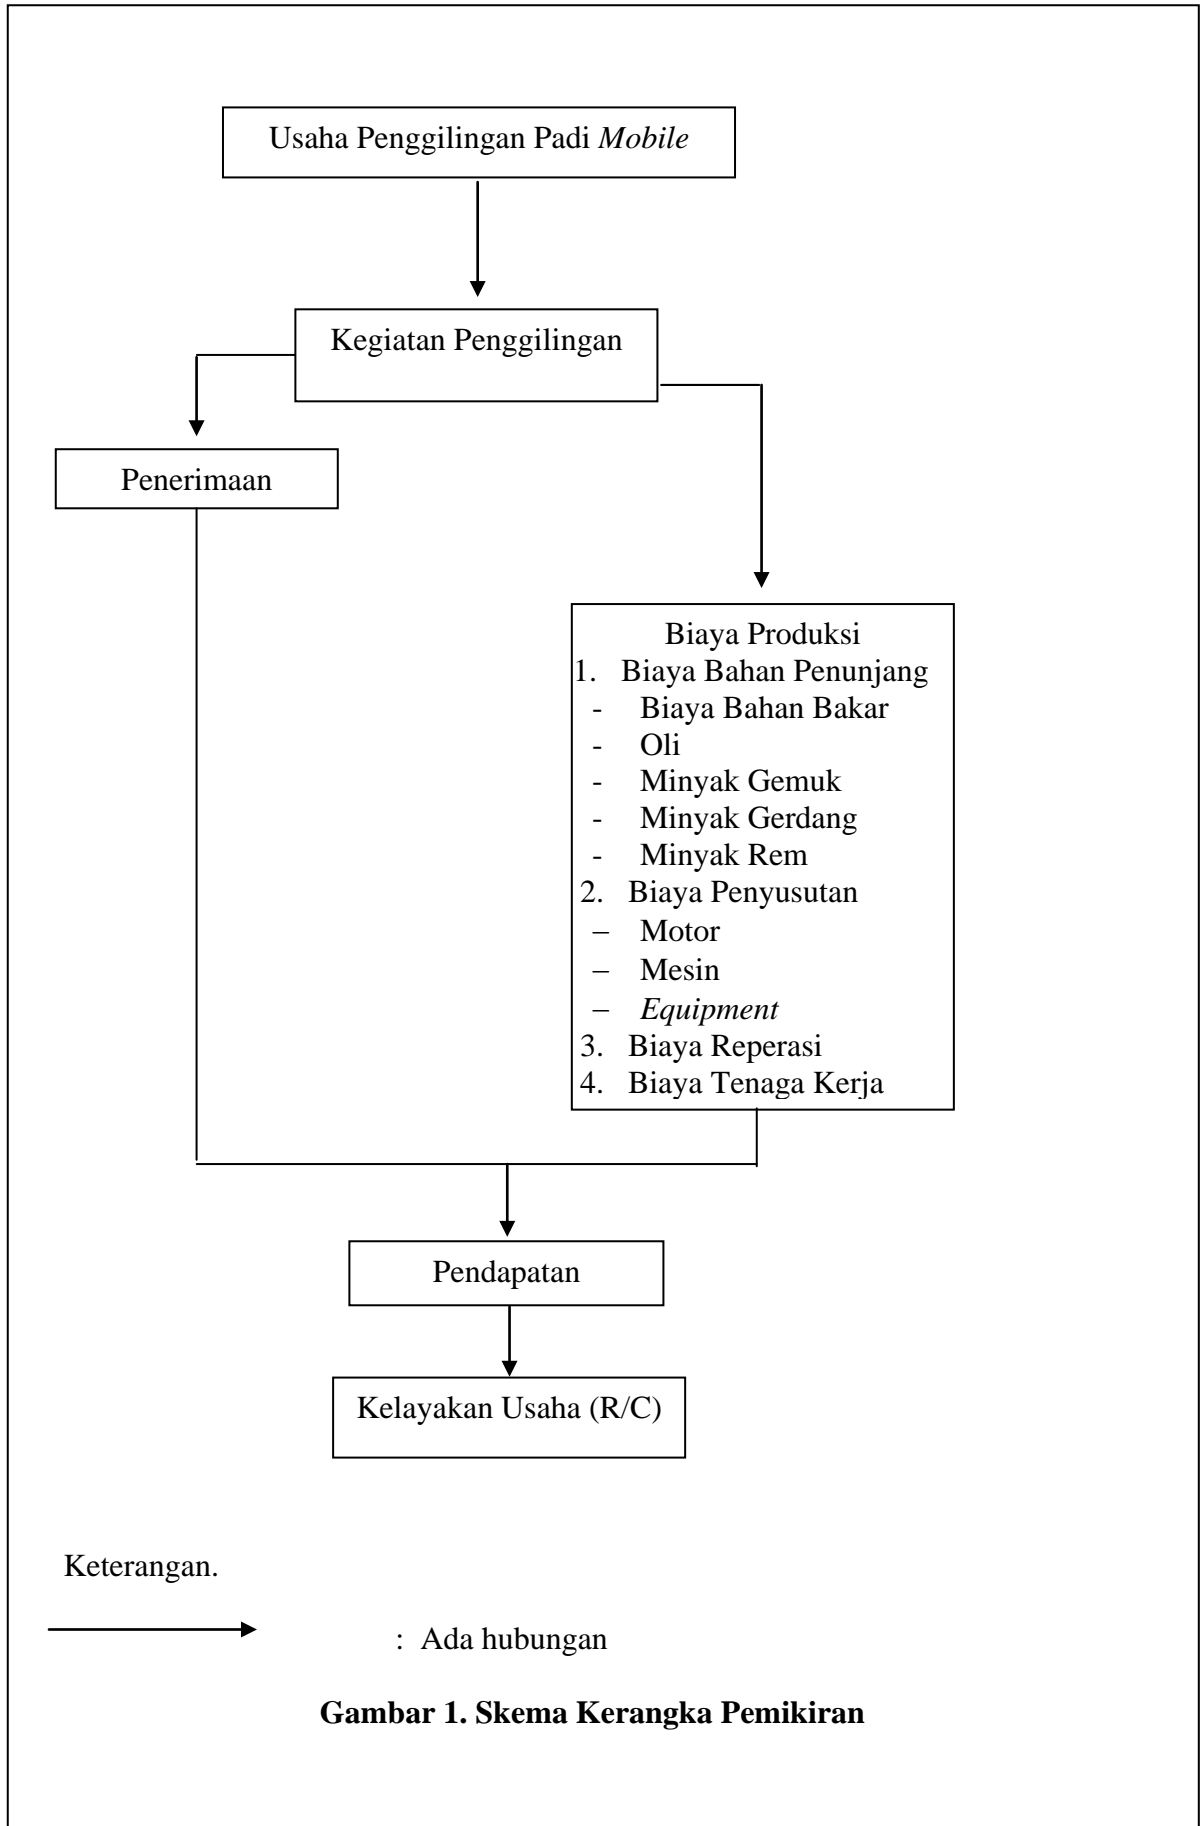 Usaha Penggilingan Padi Mobile
Kegiatan Penggilingan
Penerimaan
Biaya Produksi
1. Biaya Bahan Penunjang
- Biaya Bahan Bakar
- Oli
- Minyak Gemuk
- Minyak Gerdang
- Minyak Rem
2. Biaya Penyusutan
– Motor
– Mesin
– Equipment
3. Biaya Reperasi
4. Biaya Tenaga Kerja
Pendapatan
Kelayakan Usaha (R/C)
Keterangan.
: Ada hubungan
Gambar 1. Skema Kerangka Pemikiran